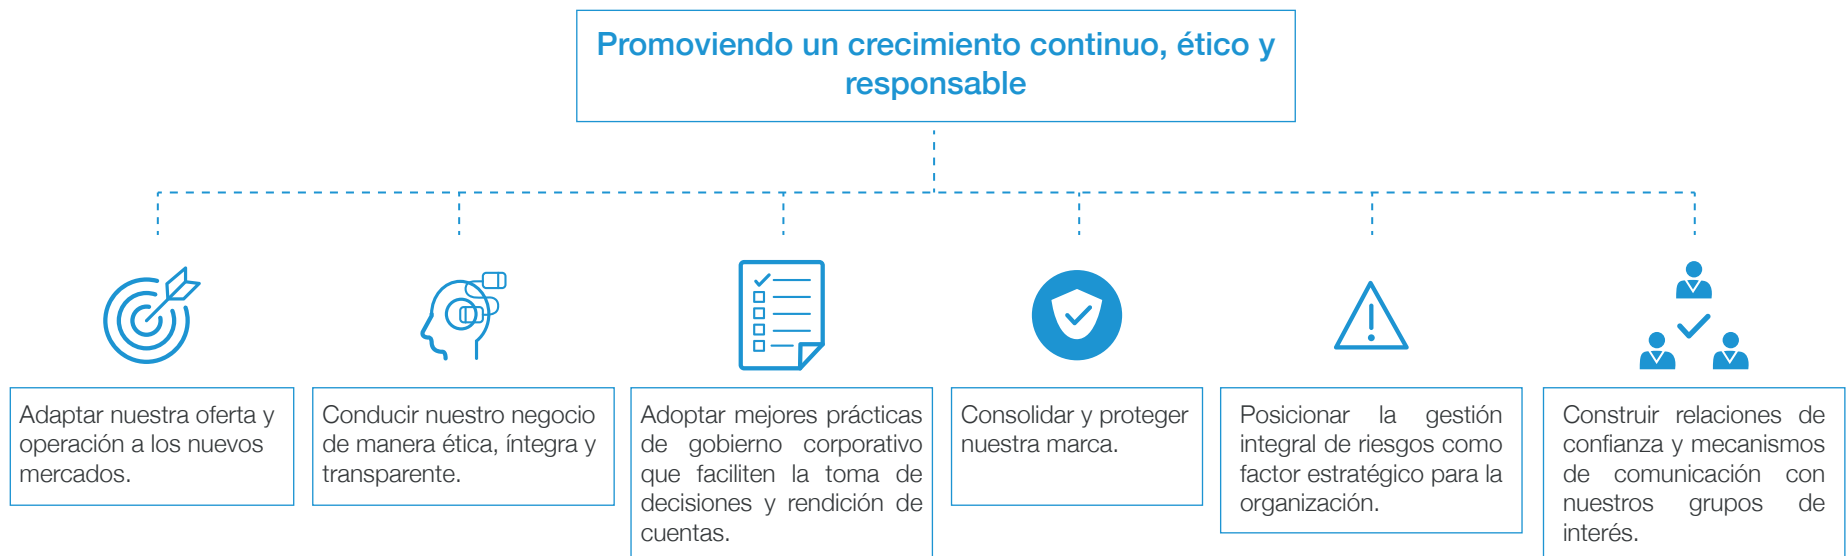 Promoviendo un crecimiento continuo, ético y
responsable
Adaptar nuestra oferta y
operación a los nuevos
mercados.
Conducir nuestro negocio
de manera ética, íntegra y
transparente.
Adoptar mejores prácticas
de gobierno corporativo
que faciliten la toma de
decisiones y rendición de
cuentas.
Consolidar y proteger
nuestra marca.
Posicionar la gestión
integral de riesgos como
factor estratégico para la
organización.
Construir relaciones de
confianza y mecanismos
de comunicación con
nuestros grupos de
interés.